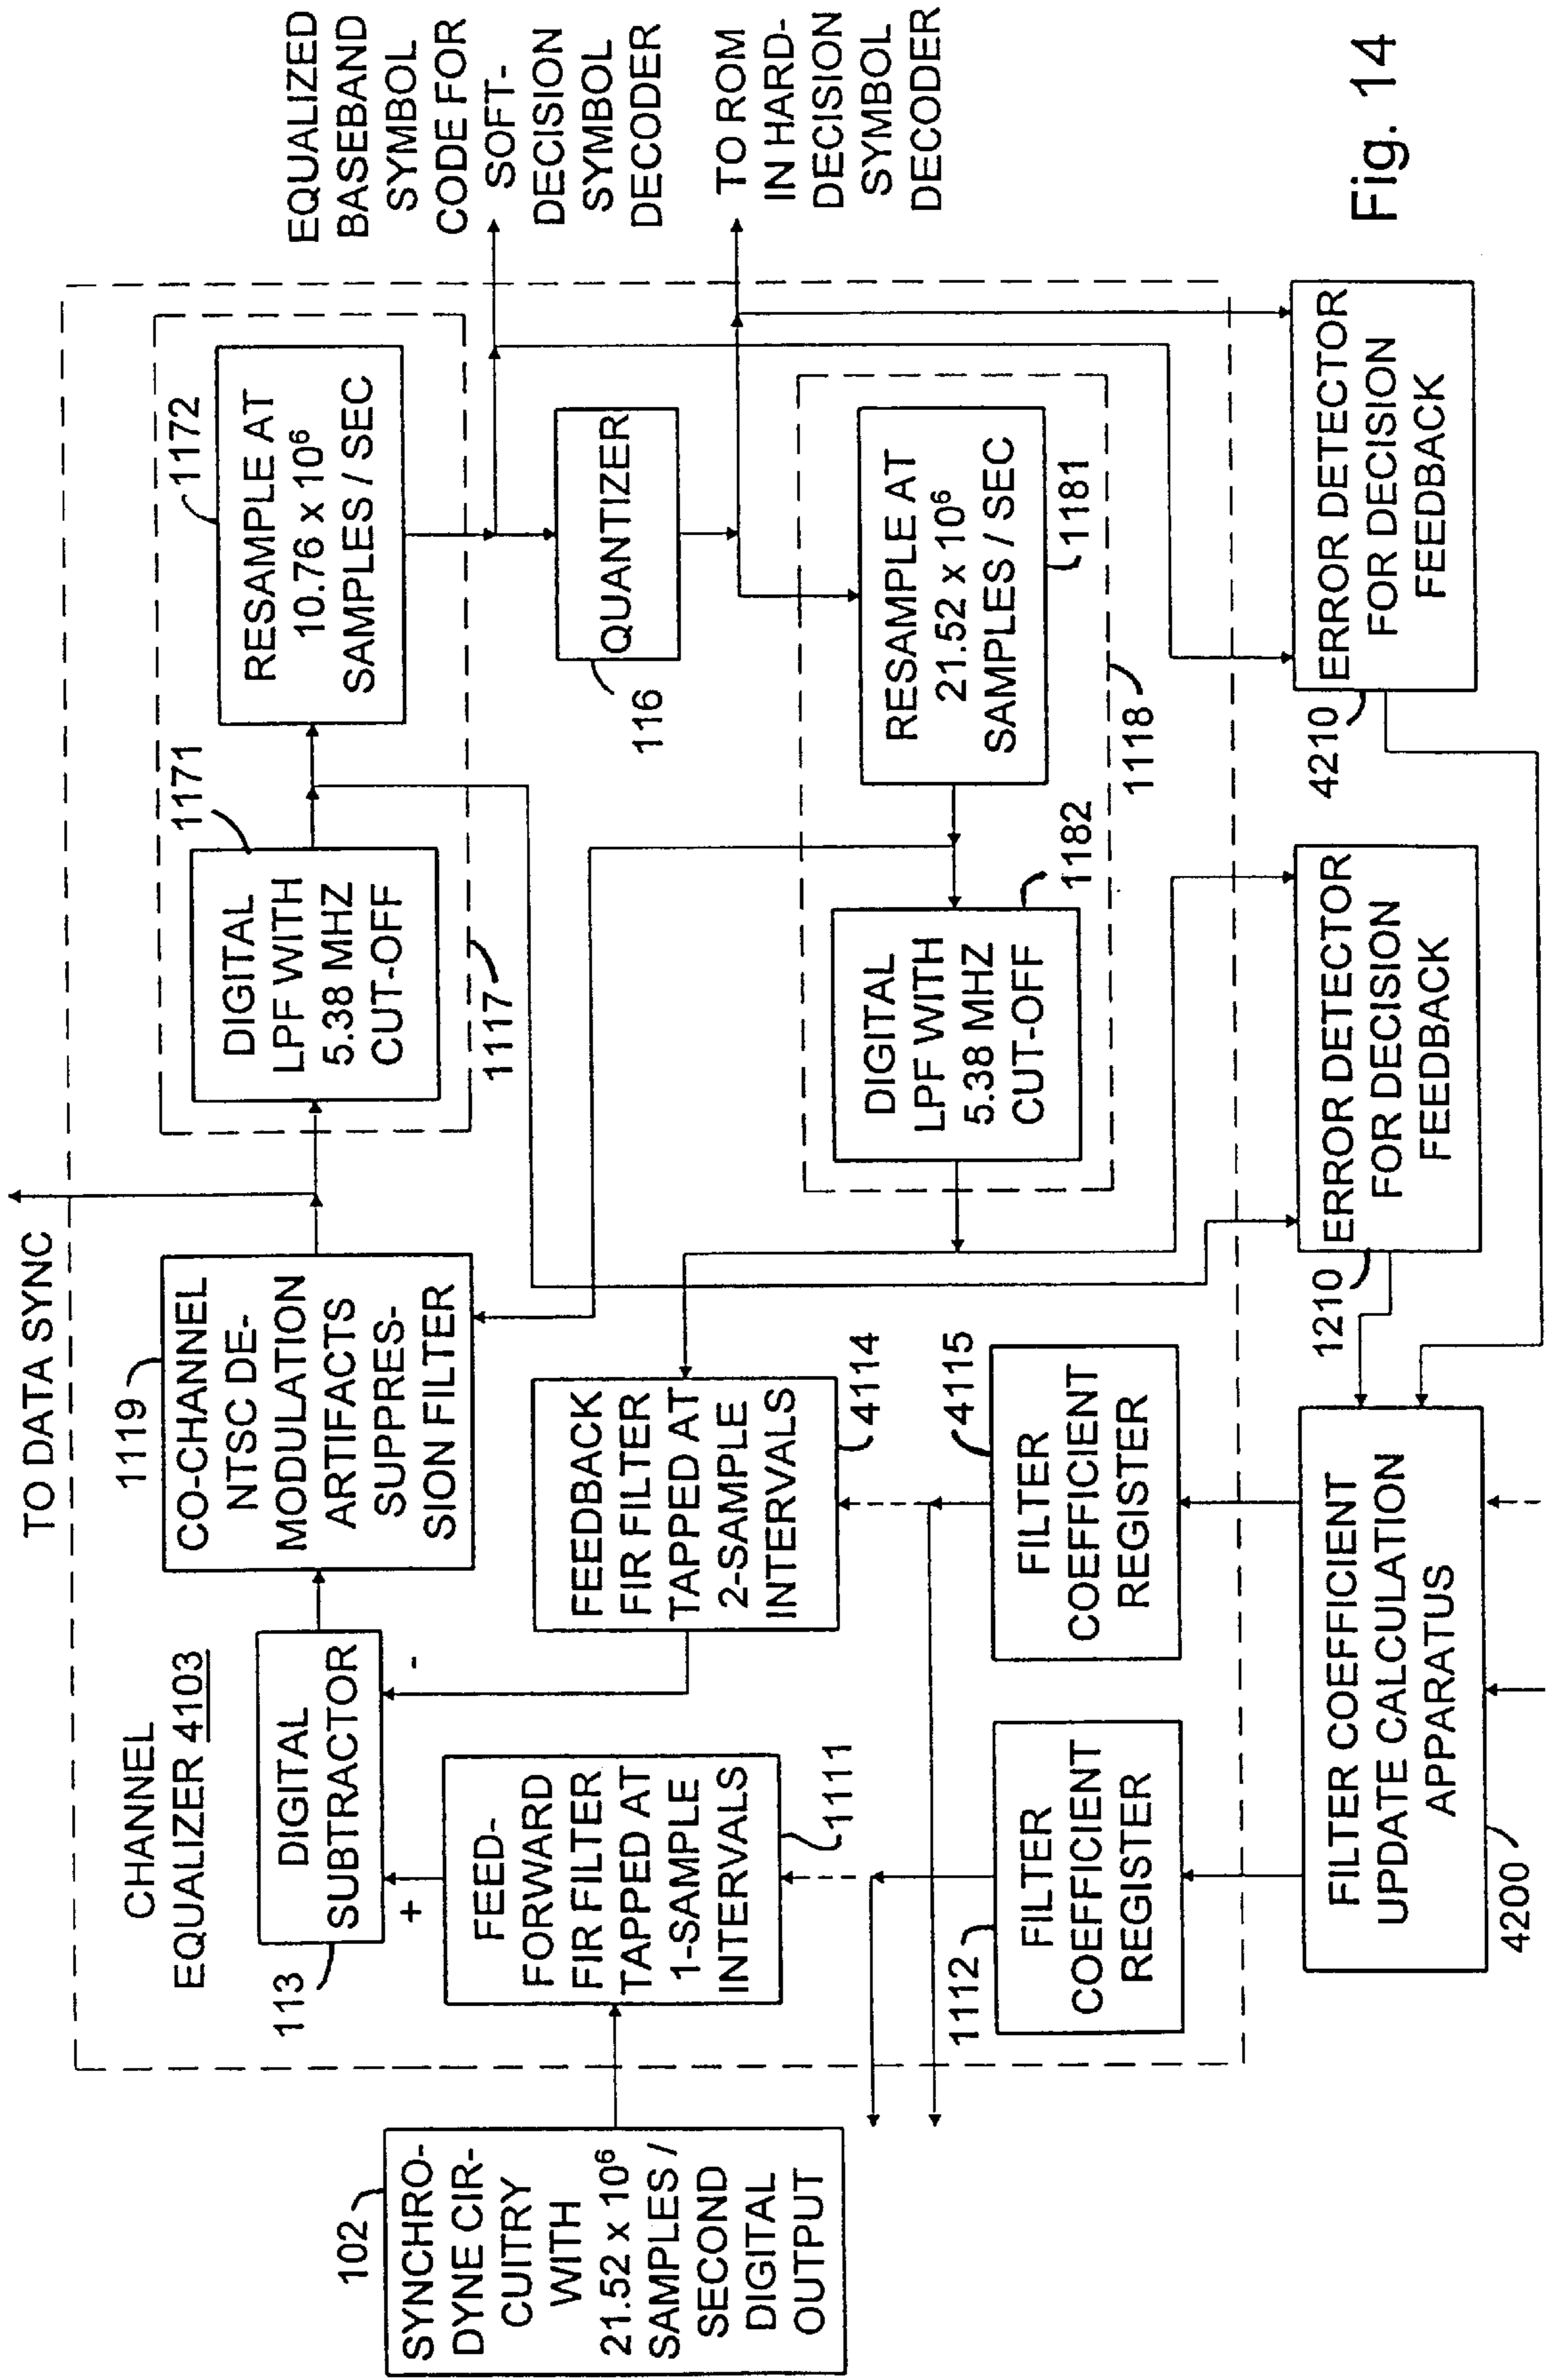 TO DATA SYNC
CHANNEL
EQUALIZER 4103
113
DIGITAL
SUBTRACTOR
+
-
1119
CO-CHANNEL
NTSC DE-
MODULATION
ARTIFACTS
SUPPRES-
SION FILTER
1171
DIGITAL
LPF WITH
5.38 MHZ
CUT-OFF
1117
1172
RESAMPLE AT
10.76 x 10⁶
SAMPLES / SEC
EQUALIZED
BASEBAND
SYMBOL
CODE FOR
SOFT-
DECISION
SYMBOL
DECODER
102
SYNCHRO-
DYNE CIR-
CUITRY
WITH
21.52 x 10⁶
SAMPLES /
SECOND
DIGITAL
OUTPUT
FEED-
FORWARD
FIR FILTER
TAPPED AT
1-SAMPLE
INTERVALS
1111
FEEDBACK
FIR FILTER
TAPPED AT
2-SAMPLE
INTERVALS
4114
116
QUANTIZER
TO ROM
IN HARD-
DECISION
SYMBOL
DECODER
DIGITAL
LPF WITH
5.38 MHZ
CUT-OFF
1182
RESAMPLE AT
21.52 x 10⁶
SAMPLES / SEC
1181
1118
1112
FILTER
COEFFICIENT
REGISTER
4115
FILTER
COEFFICIENT
REGISTER
4200
FILTER COEFFICIENT
UPDATE CALCULATION
APPARATUS
1210
ERROR DETECTOR
FOR DECISION
FEEDBACK
4210
ERROR DETECTOR
FOR DECISION
FEEDBACK
Fig. 14